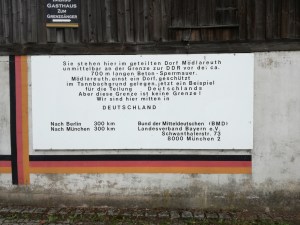 GASTHAUS
ZUM
GRENZGÄNGER
Sie stehen hier im geteilten Dorf Mödlareuth
unmittelbar an der Grenze zur DDR vor der ca.
700 m langen Beton-Sperrmauer.
Mödlareuth, einst ein Dorf, geschützt
im Tannbachgrund gelegen, jetzt ein Beispiel
für die Teilung Deutschlands
Aber diese Grenze ist keine Grenze!
Wir sind hier mitten in
DEUTSCHLAND
Nach Berlin 300 km
Nach München 300 km
Bund der Mitteldeutschen (BMD)
Landesverband Bayern e.V.
Schwanthalerstr. 73
8000 MÜNCHEN 2